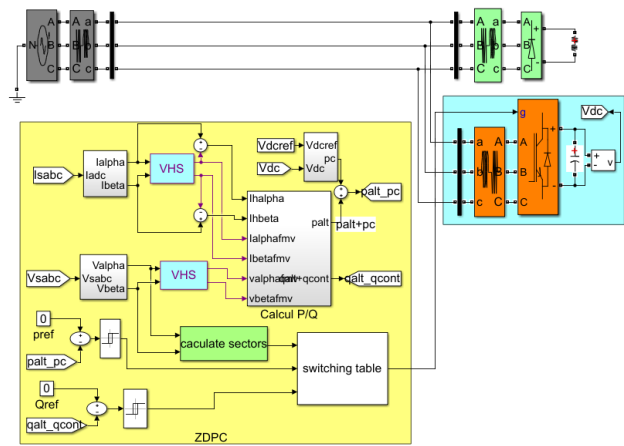 N
A
B
C
A
B
C
a
b
c
A
B
C
a
b
c
A
B
C
+
-
g
A
B
C
a
b
c
A
B
C
+
-
+
-
v
Vdc
Isabc
Iadc
Ialpha
Ibeta
VHS
Vdcref
Vdc
Vdcref
Vdc
pc
palt_pc
palt+pc
Ihalpha
Ihbeta
Ialphafmv
Ibetafmv
palt
qalt+qcont
qalt_qcont
vbetafmv
Calcul P/Q
Vsabc
Valpha
Vsabc
Vbeta
VHS
0
pref
palt_pc
caculate sectors
switching table
0
Qref
qalt_qcont
ZDPC